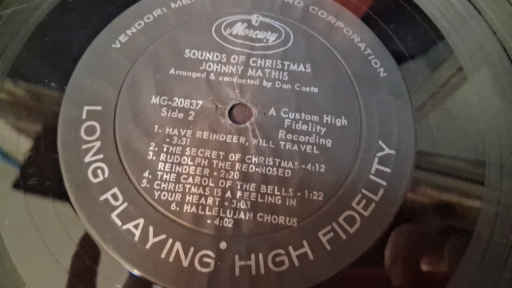 VENDOR: ME RD CORPORATION
Mercury
SOUNDS OF CHRISTMAS
JOHNNY MATHIS
Arranged & conducted by Don Costa
MG-20837
Side 2
A Custom High
Fidelity
Recording
1. HAVE REINDEER, WILL TRAVEL
• 3:31
2. THE SECRET OF CHRISTMAS • 4:12
3. RUDOLPH THE RED-NOSED
REINDEER • 2:20
4. THE CAROL OF THE BELLS • 1:22
5. CHRISTMAS IS A FEELING IN
YOUR HEART • 3:03
6. HALLELUJAH CHORUS
• 4:02
LONG PLAYING HIGH FIDELITY